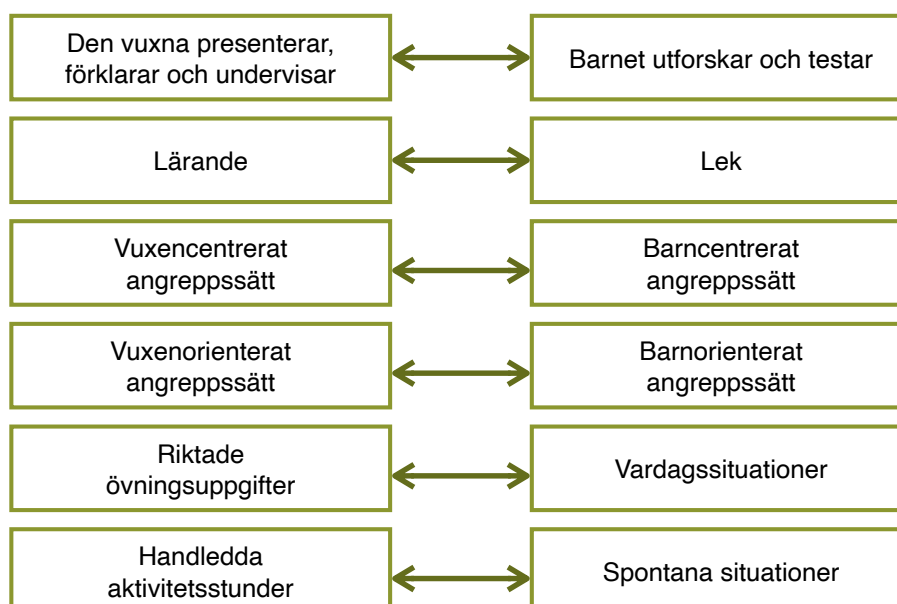 Den vuxna presenterar,
förklarar och undervisar
Barnet utforskar och testar
Lärande
Lek
Vuxencentrerat
angreppssätt
Barncentrerat
angreppssätt
Vuxenorienterat
angreppssätt
Barnorienterat
angreppssätt
Riktade
övningsuppgifter
Vardagssituationer
Handledda
aktivitetsstunder
Spontana situationer